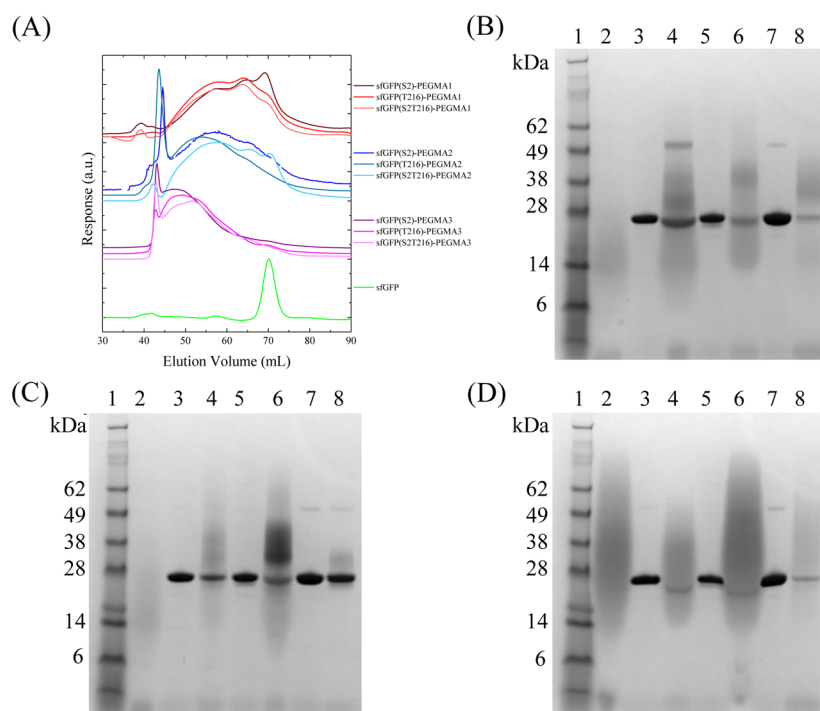 (A)
Response (a.u.)
sfGFP(S2)-PEGMA1
sfGFP(T216)-PEGMA1
sfGFP(S2T216)-PEGMA1
sfGFP(S2)-PEGMA2
sfGFP(T216)-PEGMA2
sfGFP(S2T216)-PEGMA2
sfGFP(S2)-PEGMA3
sfGFP(T216)-PEGMA3
sfGFP(S2T216)-PEGMA3
sfGFP
30 40 50 60 70 80 90
Elution Volume (mL)
(B)
1 2 3 4 5 6 7 8
kDa
62
49
38
28
14
6
(C)
1 2 3 4 5 6 7 8
kDa
62
49
38
28
14
6
(D)
1 2 3 4 5 6 7 8
kDa
62
49
38
28
14
6